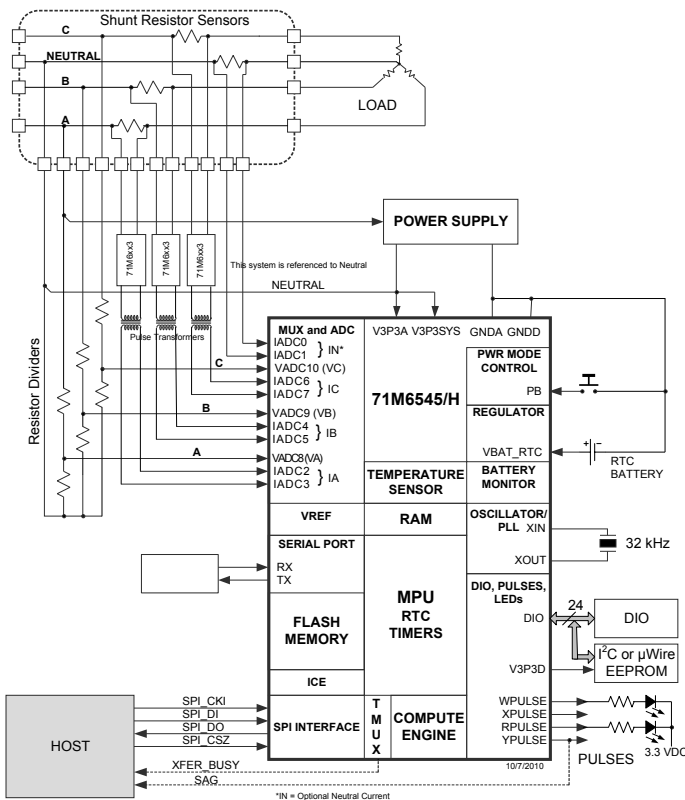 Shunt Resistor Sensors
C
NEUTRAL
B
A
LOAD
POWER SUPPLY
71M6xx3
71M6xx3
71M6xx3
This system is referenced to Neutral
NEUTRAL
Pulse Transformers
Resistor Dividers
MUX and ADC
V3P3A V3P3SYS
GNDA GNDD
IADC0
IADC1 } IN*
VADC10 (VC)
C
IADC6
IADC7 } IC
VADC9 (VB)
B
IADC4
IADC5 } IB
VADC8 (VA)
A
IADC2
IADC3 } IA
71M6545/H
PWR MODE
CONTROL
PB
REGULATOR
VBAT_RTC
+ –
RTC
BATTERY
TEMPERATURE
SENSOR
BATTERY
MONITOR
VREF
RAM
OSCILLATOR/
PLL XIN
XOUT
32 kHz
SERIAL PORT
RX
TX
MPU
RTC
TIMERS
DIO, PULSES,
LEDs
DIO
24
DIO
I²C or µWire
EEPROM
V3P3D
FLASH
MEMORY
ICE
HOST
SPI_CKI
SPI_DI
SPI_DO
SPI_CSZ
SPI INTERFACE
T
M
U
X
COMPUTE
ENGINE
WPULSE
XPULSE
RPULSE
YPULSE
PULSES
3.3 VDC
XFER_BUSY
SAG
10/7/2010
*IN = Optional Neutral Current